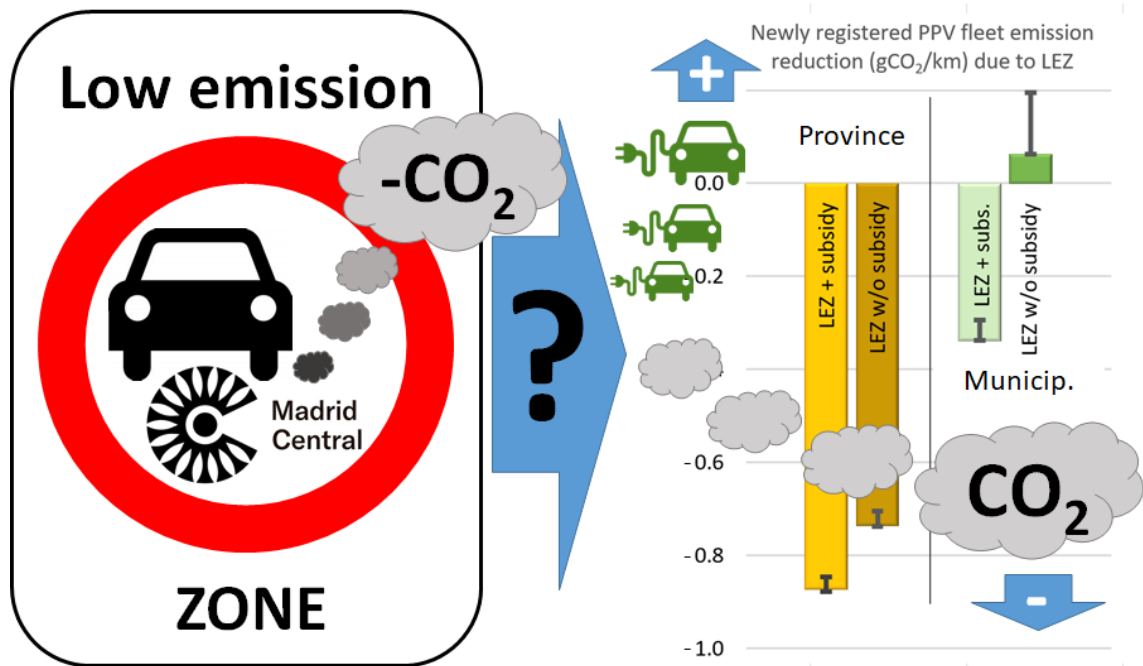 Low emission
-CO₂
Madrid
Central
ZONE
?
Newly registered PPV fleet emission
reduction (gCO₂/km) due to LEZ
+
Province
0.0
0.2
-0.6
-0.8
-1.0
LEZ + subsidy
LEZ w/o subsidy
LEZ + subs.
LEZ w/o subsidy
Municip.
CO₂
-